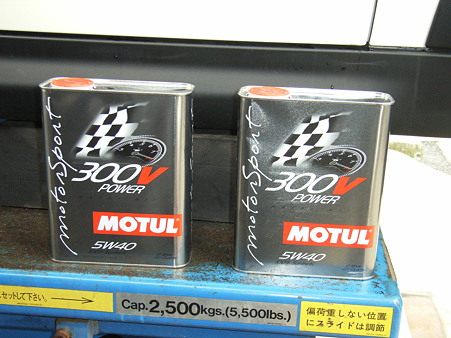 motorsport
300V
POWER
MOTUL
5W40
motorsport
300V
POWER
MOTUL
5W40
セットして下さい。
Cap. 2,500kgs.(5,500lbs.)
偏荷重しない位置
にスライドは調節